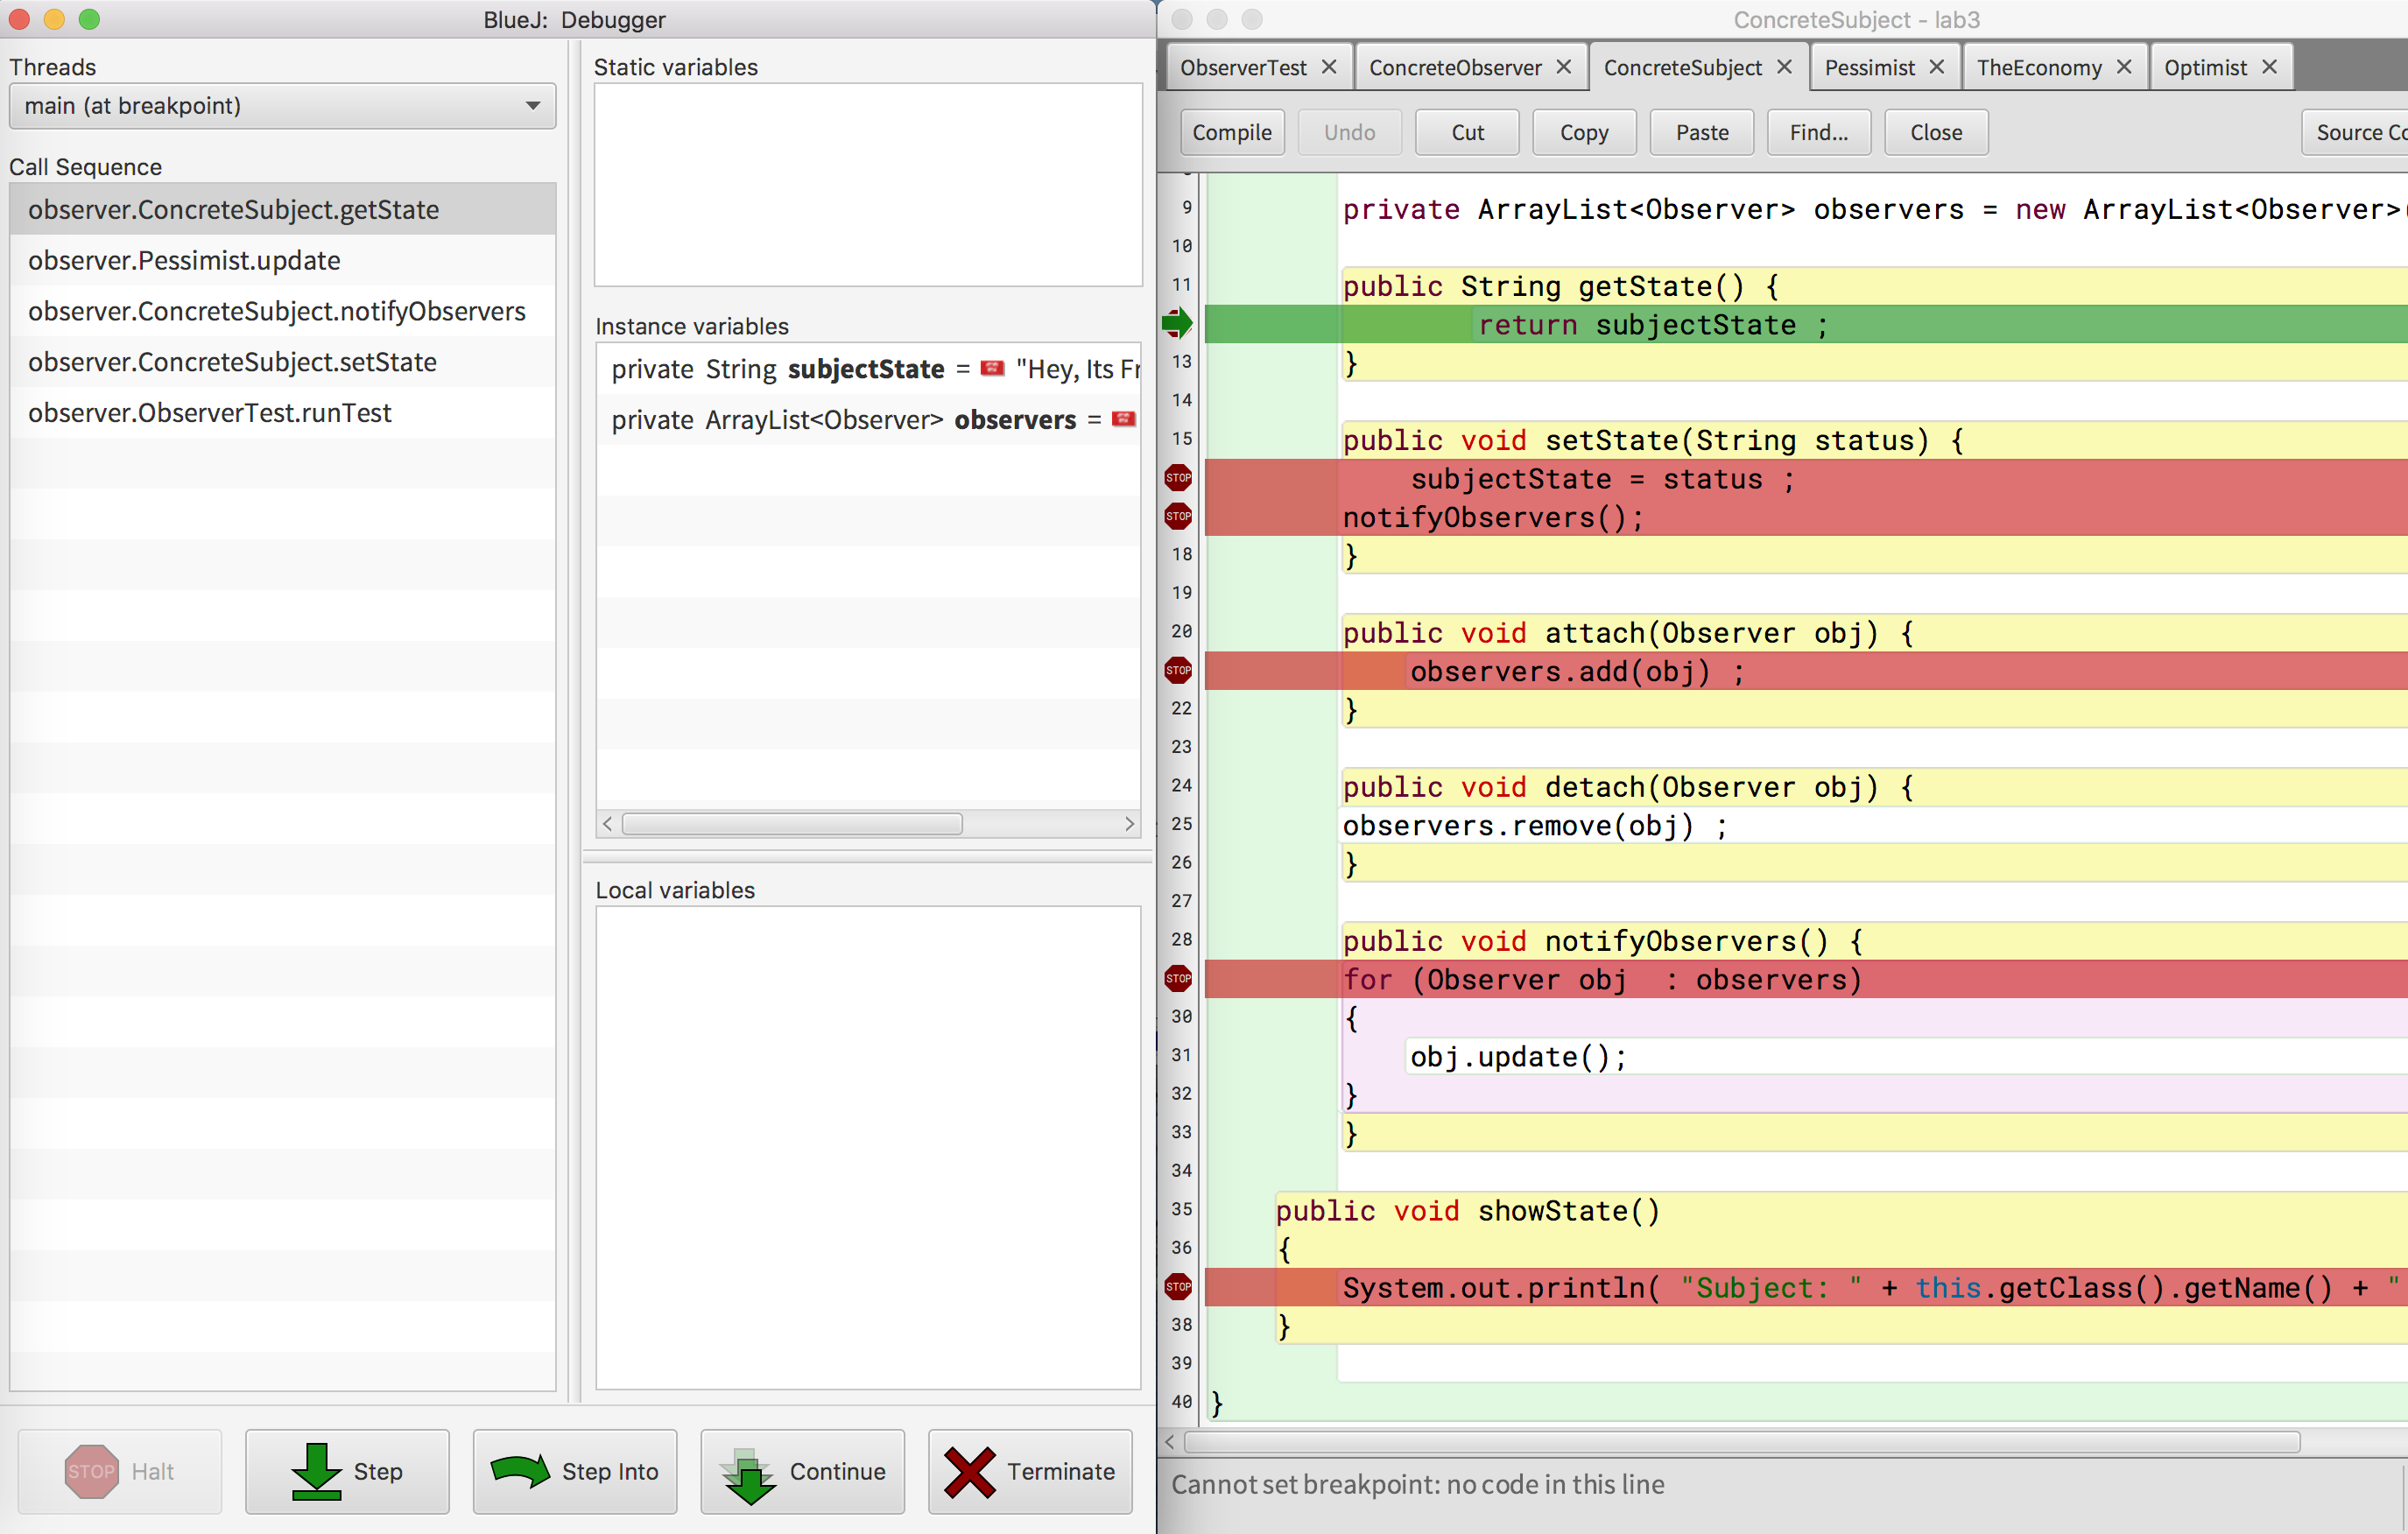 BlueJ: Debugger
Threads
main (at breakpoint)
Call Sequence
observer.ConcreteSubject.getState
observer.Pessimist.update
observer.ConcreteSubject.notifyObservers
observer.ConcreteSubject.setState
observer.ObserverTest.runTest
Static variables
Instance variables
private String subjectState = "Hey, Its Fr
private ArrayList<Observer> observers =
Local variables
STOP Halt
Step
Step Into
Continue
Terminate
ConcreteSubject - lab3
ObserverTest ConcreteObserver ConcreteSubject Pessimist TheEconomy Optimist
Compile Undo Cut Copy Paste Find... Close Source Co
9 private ArrayList<Observer> observers = new ArrayList<Observer>(
10
11 public String getState() {
return subjectState ;
13 }
14
15 public void setState(String status) {
STOP subjectState = status ;
STOP notifyObservers();
18 }
19
20 public void attach(Observer obj) {
STOP observers.add(obj) ;
22 }
23
24 public void detach(Observer obj) {
25 observers.remove(obj) ;
26 }
27
28 public void notifyObservers() {
STOP for (Observer obj  : observers)
30 {
31 obj.update();
32 }
33 }
34
35 public void showState()
36 {
STOP System.out.println( "Subject: " + this.getClass().getName() + "
38 }
39
40 }
Cannot set breakpoint: no code in this line